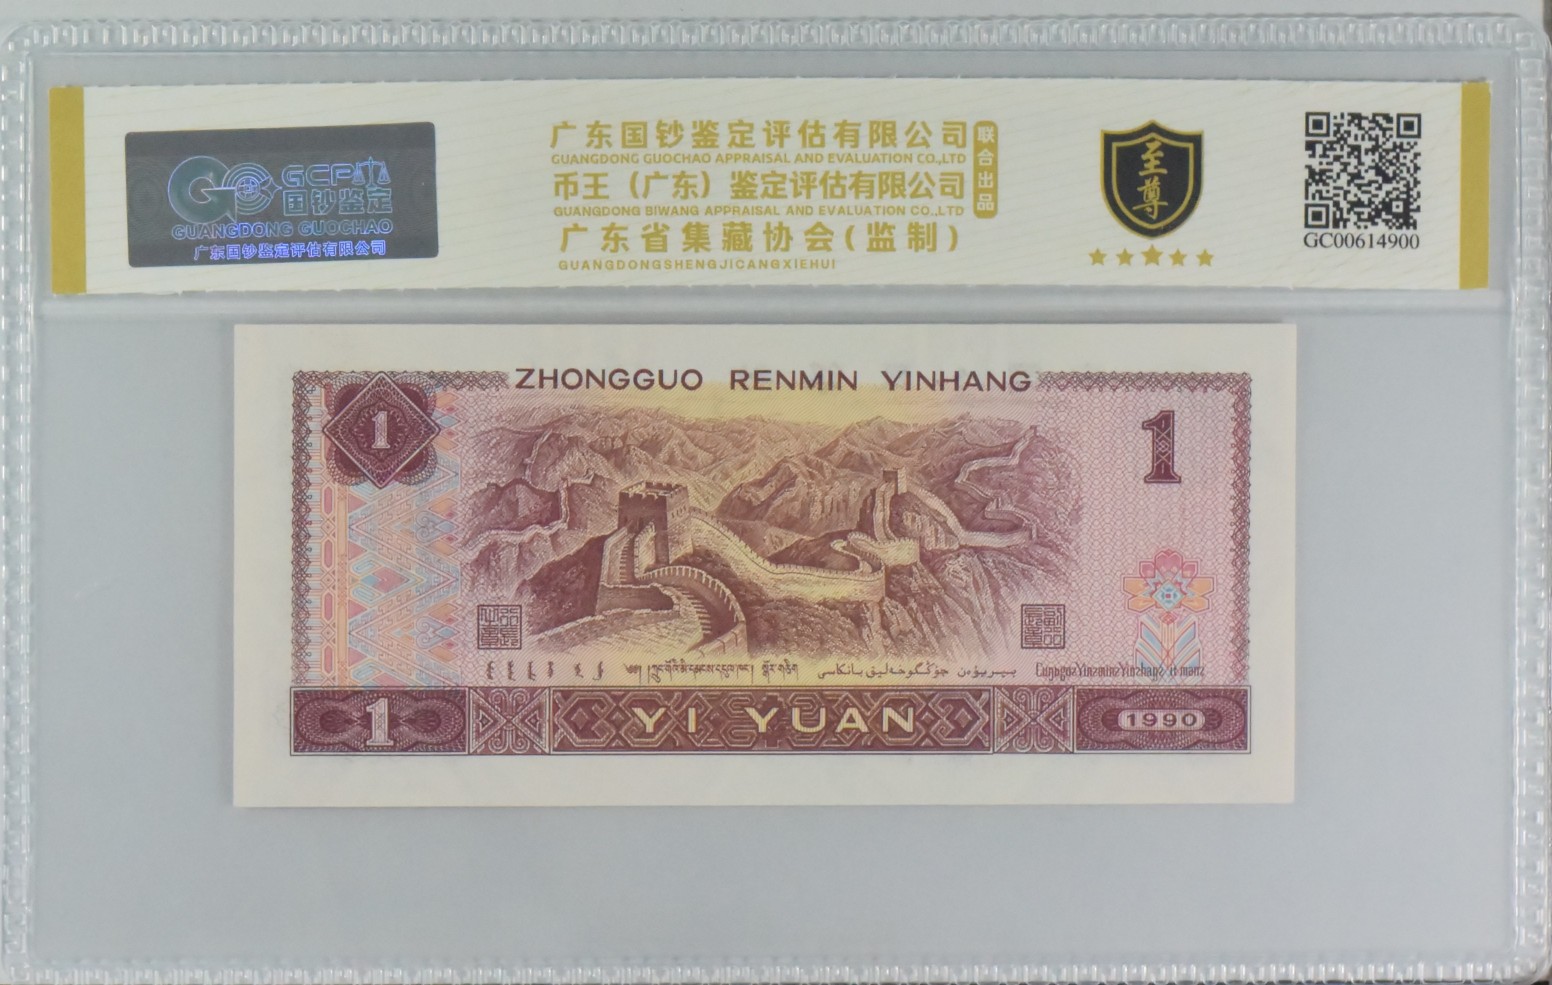 GCP
国钞鉴定
GUANGDONG GUOCHAO
广东国钞鉴定评估有限公司
广东国钞鉴定评估有限公司
GUANGDONG GUOCHAO APPRAISAL AND EVALUATION CO.,LTD
币王（广东）鉴定评估有限公司
GUANGDONG BIWANG APPRAISAL AND EVALUATION CO.,LTD
广东省集藏协会(监制)
GUANGDONGSHENGJICANGXIEHUI
联合出品
至尊
GC00614900
ZHONGGUO RENMIN YINHANG
1
1
1
YI YUAN
1990